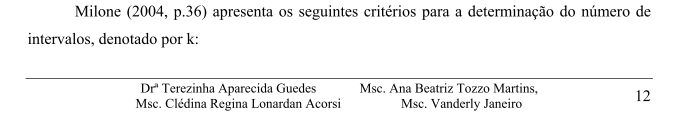 Milone (2004, p.36) apresenta os seguintes critérios para a determinação do número de
intervalos, denotado por k:
Drª Terezinha Aparecida Guedes Msc. Ana Beatriz Tozzo Martins,
Msc. Clédina Regina Lonardan Acorsi Msc. Vanderly Janeiro
12